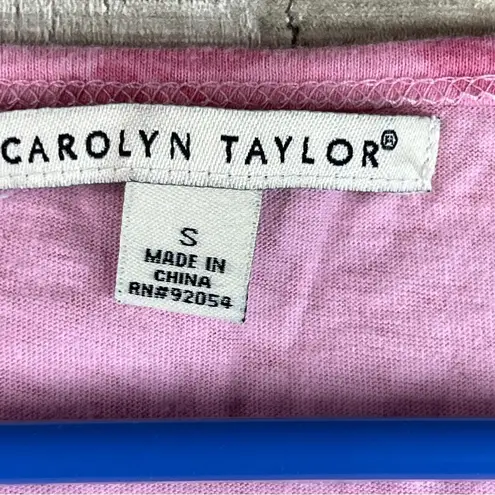 CAROLYN TAYLOR®
S
MADE IN
CHINA
RN#92054